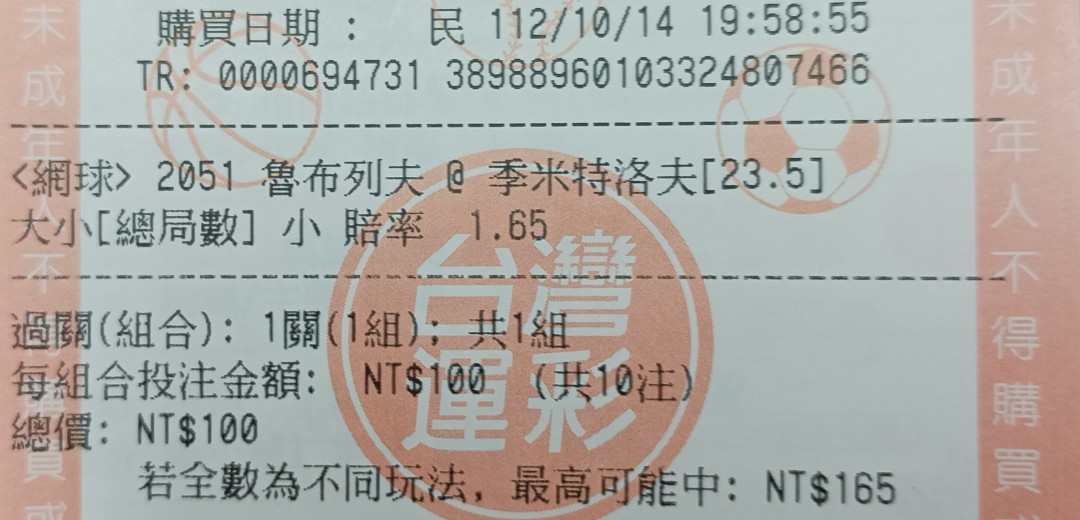 購買日期： 民 112/10/14 19:58:55
TR: 0000694731 389889601033324807466
<網球> 2051 魯布列夫 @ 季米特洛夫[23.5]
大小[總局數] 小 賠率 1.65
過關(組合): 1關(1組); 共1組
每組合投注金額: NT$100 (共10注)
總價: NT$100
若全數為不同玩法, 最高可能中: NT$165
台灣
運彩
未成年人不得購買
未成年人不得購買